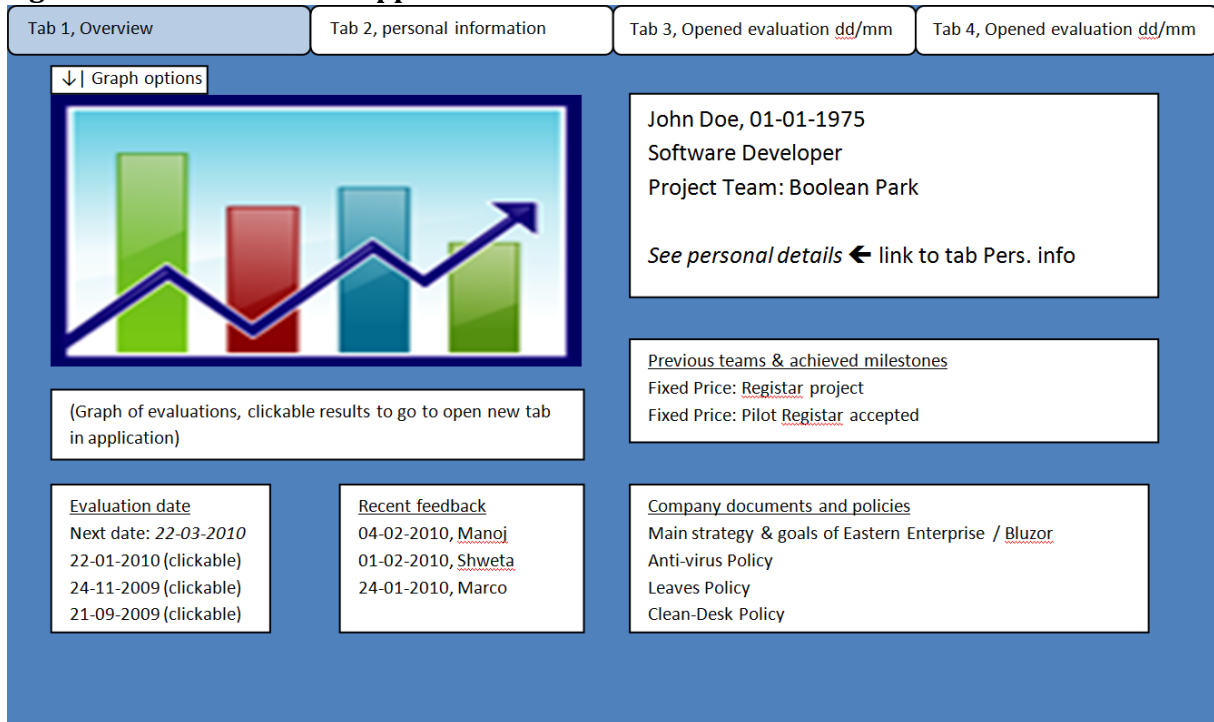 Tab 1, Overview
Tab 2, personal information
Tab 3, Opened evaluation dd/mm
Tab 4, Opened evaluation dd/mm
↓| Graph options
John Doe, 01-01-1975
Software Developer
Project Team: Boolean Park
See personal details 🡸 link to tab Pers. info
(Graph of evaluations, clickable results to go to open new tab
in application)
Previous teams & achieved milestones
Fixed Price: Registar project
Fixed Price: Pilot Registar accepted
Evaluation date
Next date: 22-03-2010
22-01-2010 (clickable)
24-11-2009 (clickable)
21-09-2009 (clickable)
Recent feedback
04-02-2010, Manoj
01-02-2010, Shweta
24-01-2010, Marco
Company documents and policies
Main strategy & goals of Eastern Enterprise / Bluzor
Anti-virus Policy
Leaves Policy
Clean-Desk Policy